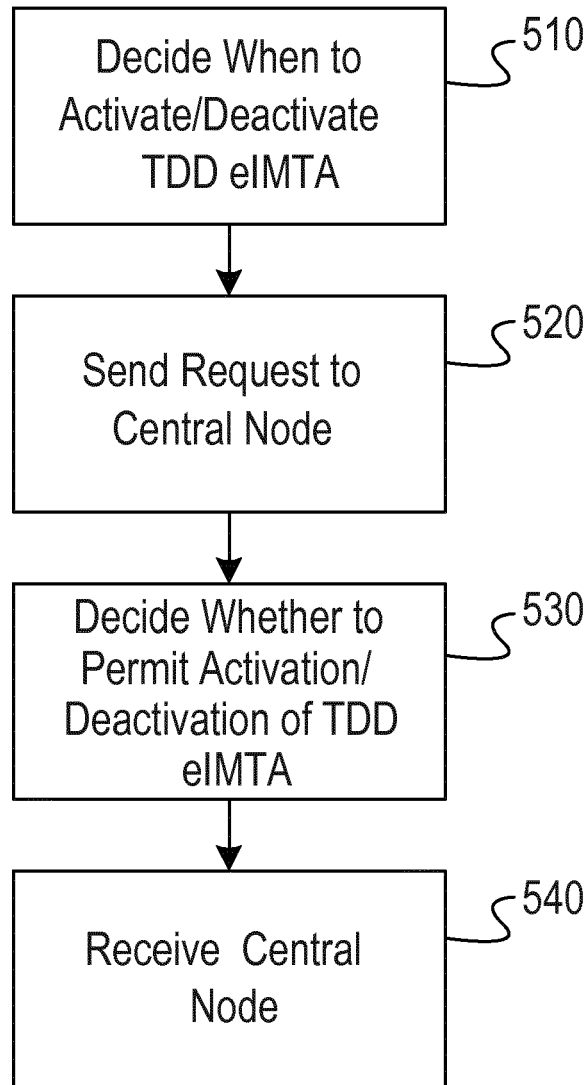 Decide When to
Activate/Deactivate
TDD eIMTA
510
Send Request to
Central Node
520
Decide Whether to
Permit Activation/
Deactivation of TDD
eIMTA
530
Receive Central
Node
540